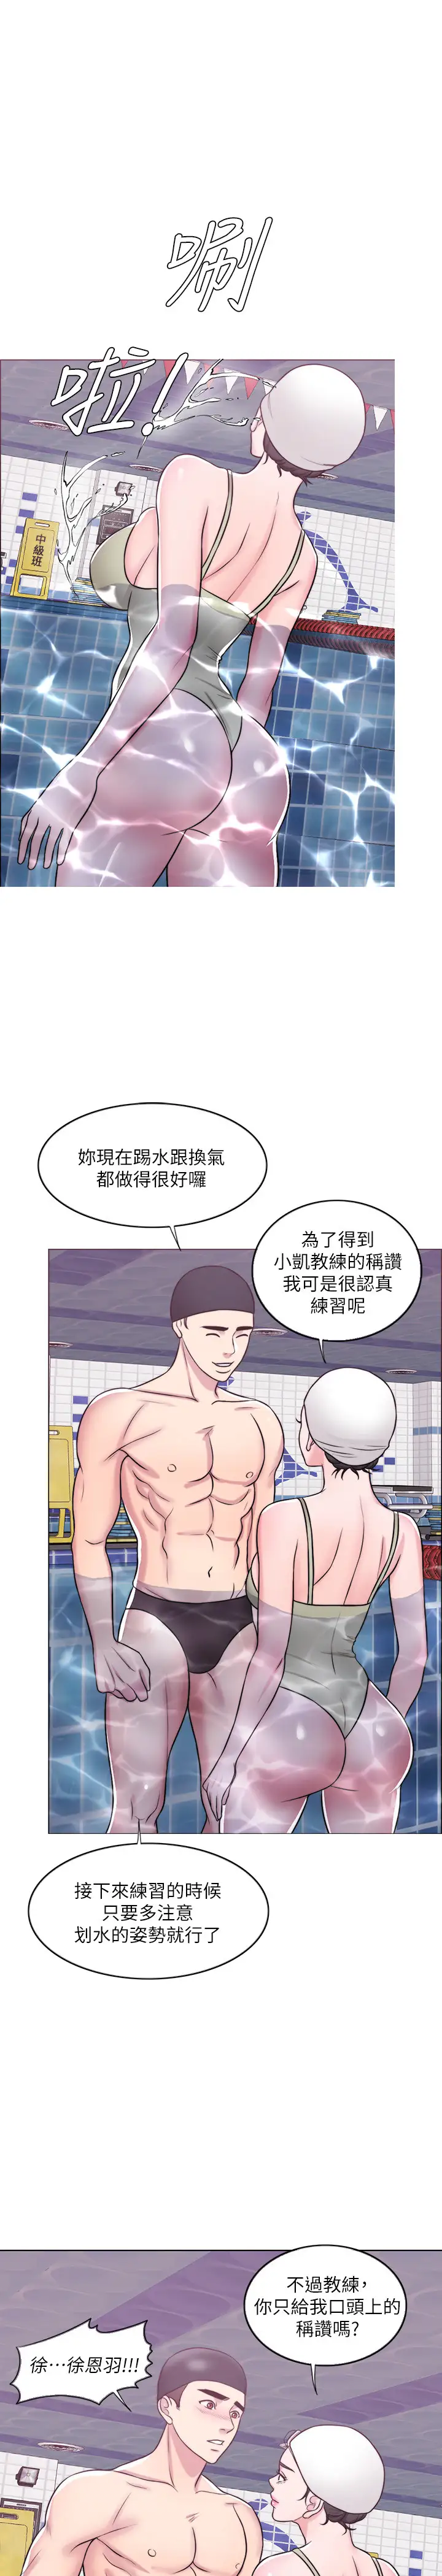 唰
啦!
中級班
妳現在踢水跟換氣
都做得很好囉
為了得到
小凱教練的稱讚
我可是很認真
練習呢
接下來練習的時候
只要多注意
划水的姿勢就行了
不過教練，
你只給我口頭上的
稱讚嗎?
徐…徐恩羽!!!